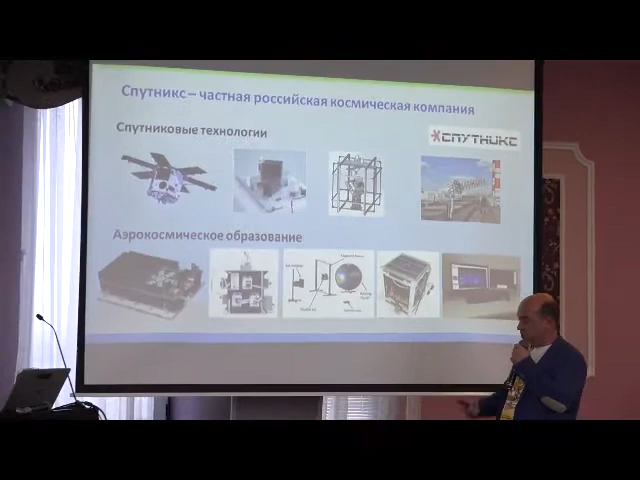 Спутникс – частная российская космическая компания
Спутниковые технологии
СПУТНИКС
Аэрокосмическое образование